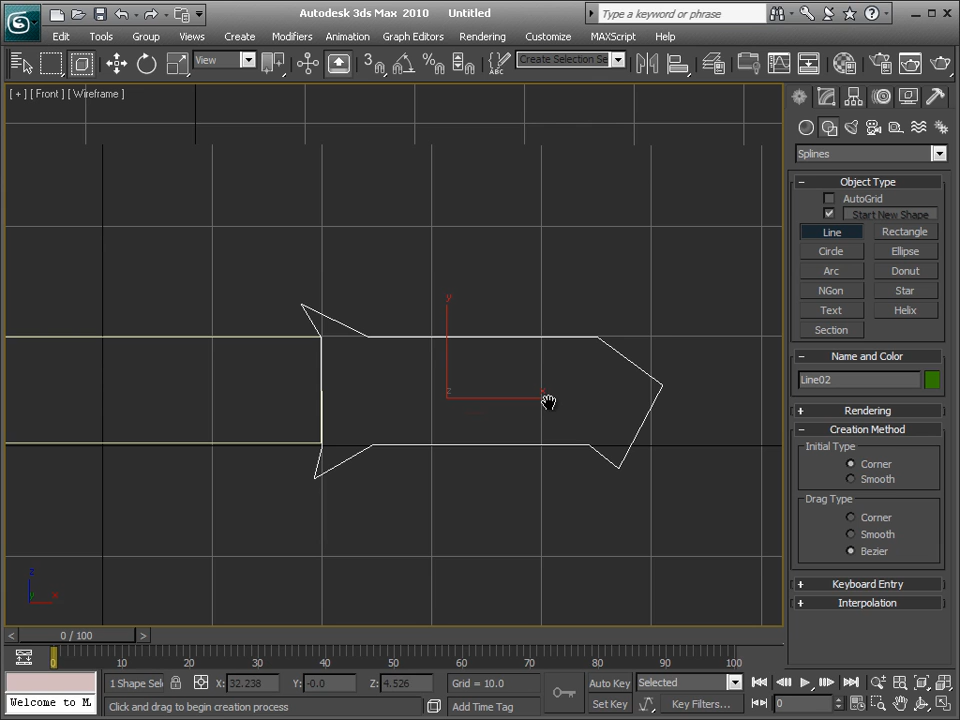 Autodesk 3ds Max 2010 Untitled
Type a keyword or phrase
Edit Tools Group Views Create Modifiers Animation Graph Editors Rendering Customize MAXScript Help
View
3
Create Selection Se
[ + ] [ Front ] [ Wireframe ]
Splines
Object Type
AutoGrid
Start New Shape
Line Rectangle
Circle Ellipse
Arc Donut
NGon Star
Text Helix
Section
Name and Color
Line02
Rendering
Creation Method
Initial Type
Corner
Smooth
Drag Type
Corner
Smooth
Bezier
Keyboard Entry
Interpolation
y
z x
z
y x
< 0 / 100 >
0 10 20 30 40 50 60 70 80 90 100
1 Shape Sel X: 32.238 Y: -0.0 Z: 4.526 Grid = 10.0 Auto Key Selected
Welcome to M Click and drag to begin creation process Add Time Tag Set Key Key Filters... 0